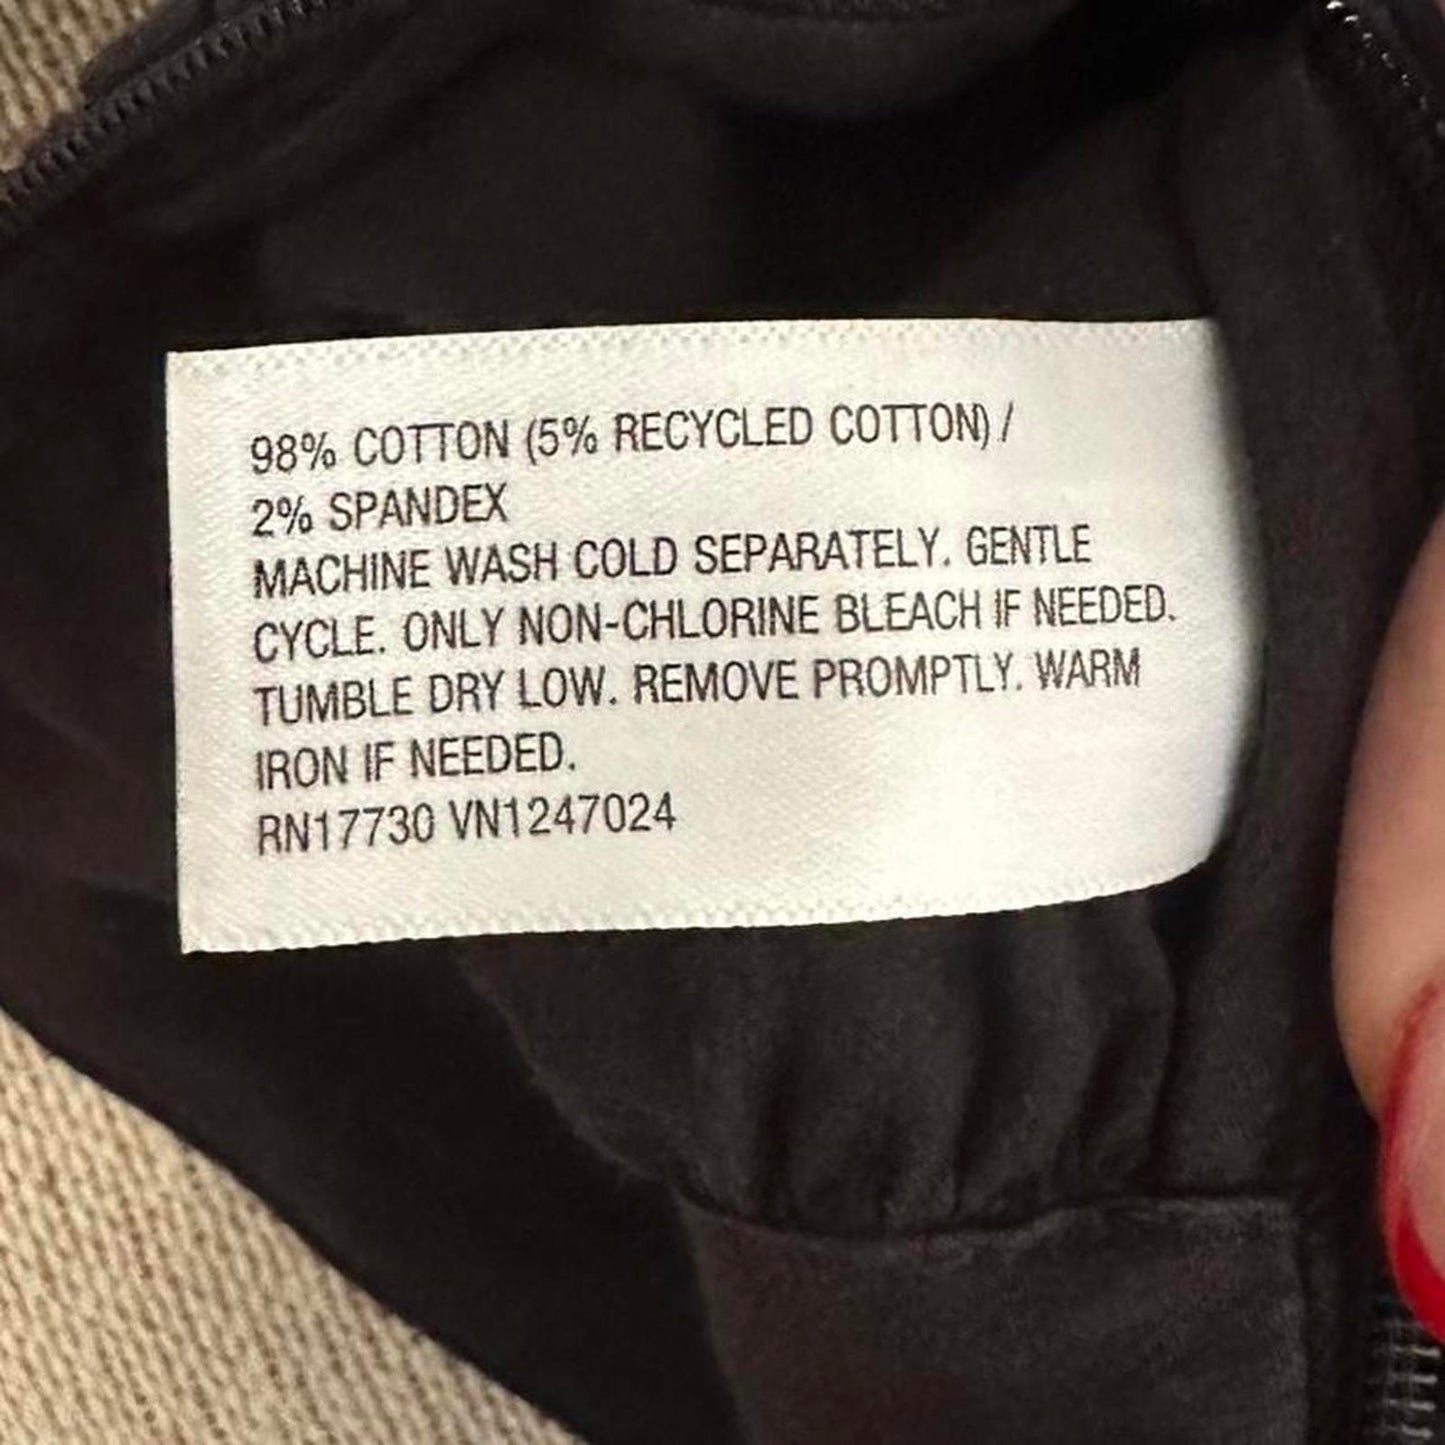 98% COTTON (5% RECYCLED COTTON) /
2% SPANDEX
MACHINE WASH COLD SEPARATELY. GENTLE
CYCLE. ONLY NON-CHLORINE BLEACH IF NEEDED.
TUMBLE DRY LOW. REMOVE PROMPTLY. WARM
IRON IF NEEDED.
RN17730 VN1247024